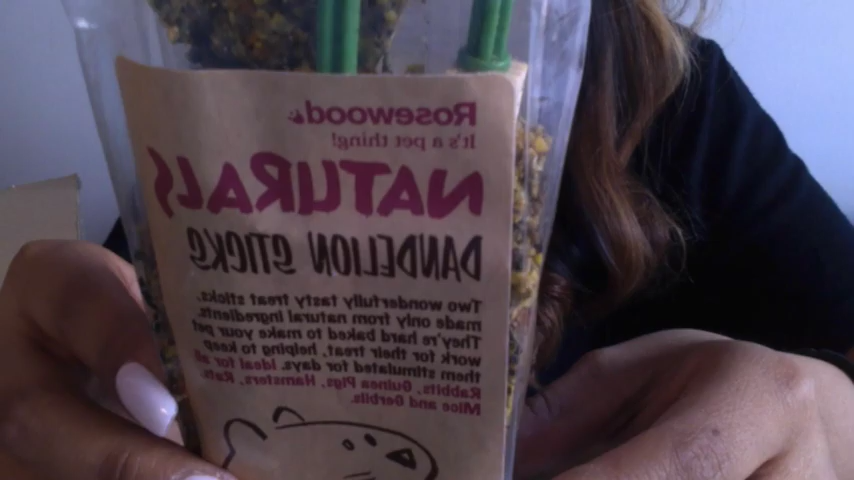 Rosewood
It's a pet thing!
NATURALS
DANDELION STICKS
Two wonderfully tasty treat sticks,
made only from natural ingredients.
They're hard baked to make your pet
work for their treat, helping to keep
them stimulated for days. Ideal for all
Rabbits, Guinea Pigs, Hamsters, Rats,
Mice and Gerbils.